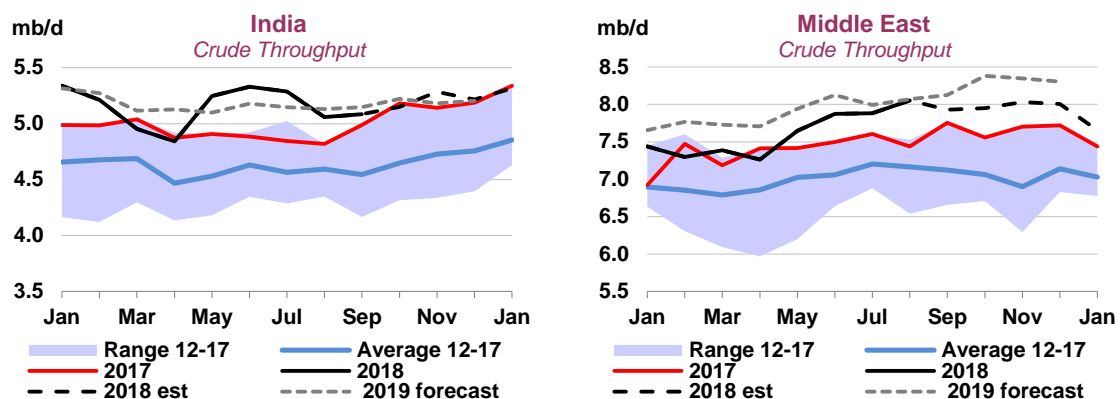 mb/d
India
Crude Throughput
5.5
5.0
4.5
4.0
3.5
Jan Mar May Jul Sep Nov Jan
Range 12-17 Average 12-17
2017 2018
2018 est 2019 forecast
mb/d
Middle East
Crude Throughput
8.5
8.0
7.5
7.0
6.5
6.0
5.5
Jan Mar May Jul Sep Nov Jan
Range 12-17 Average 12-17
2017 2018
2018 est 2019 forecast